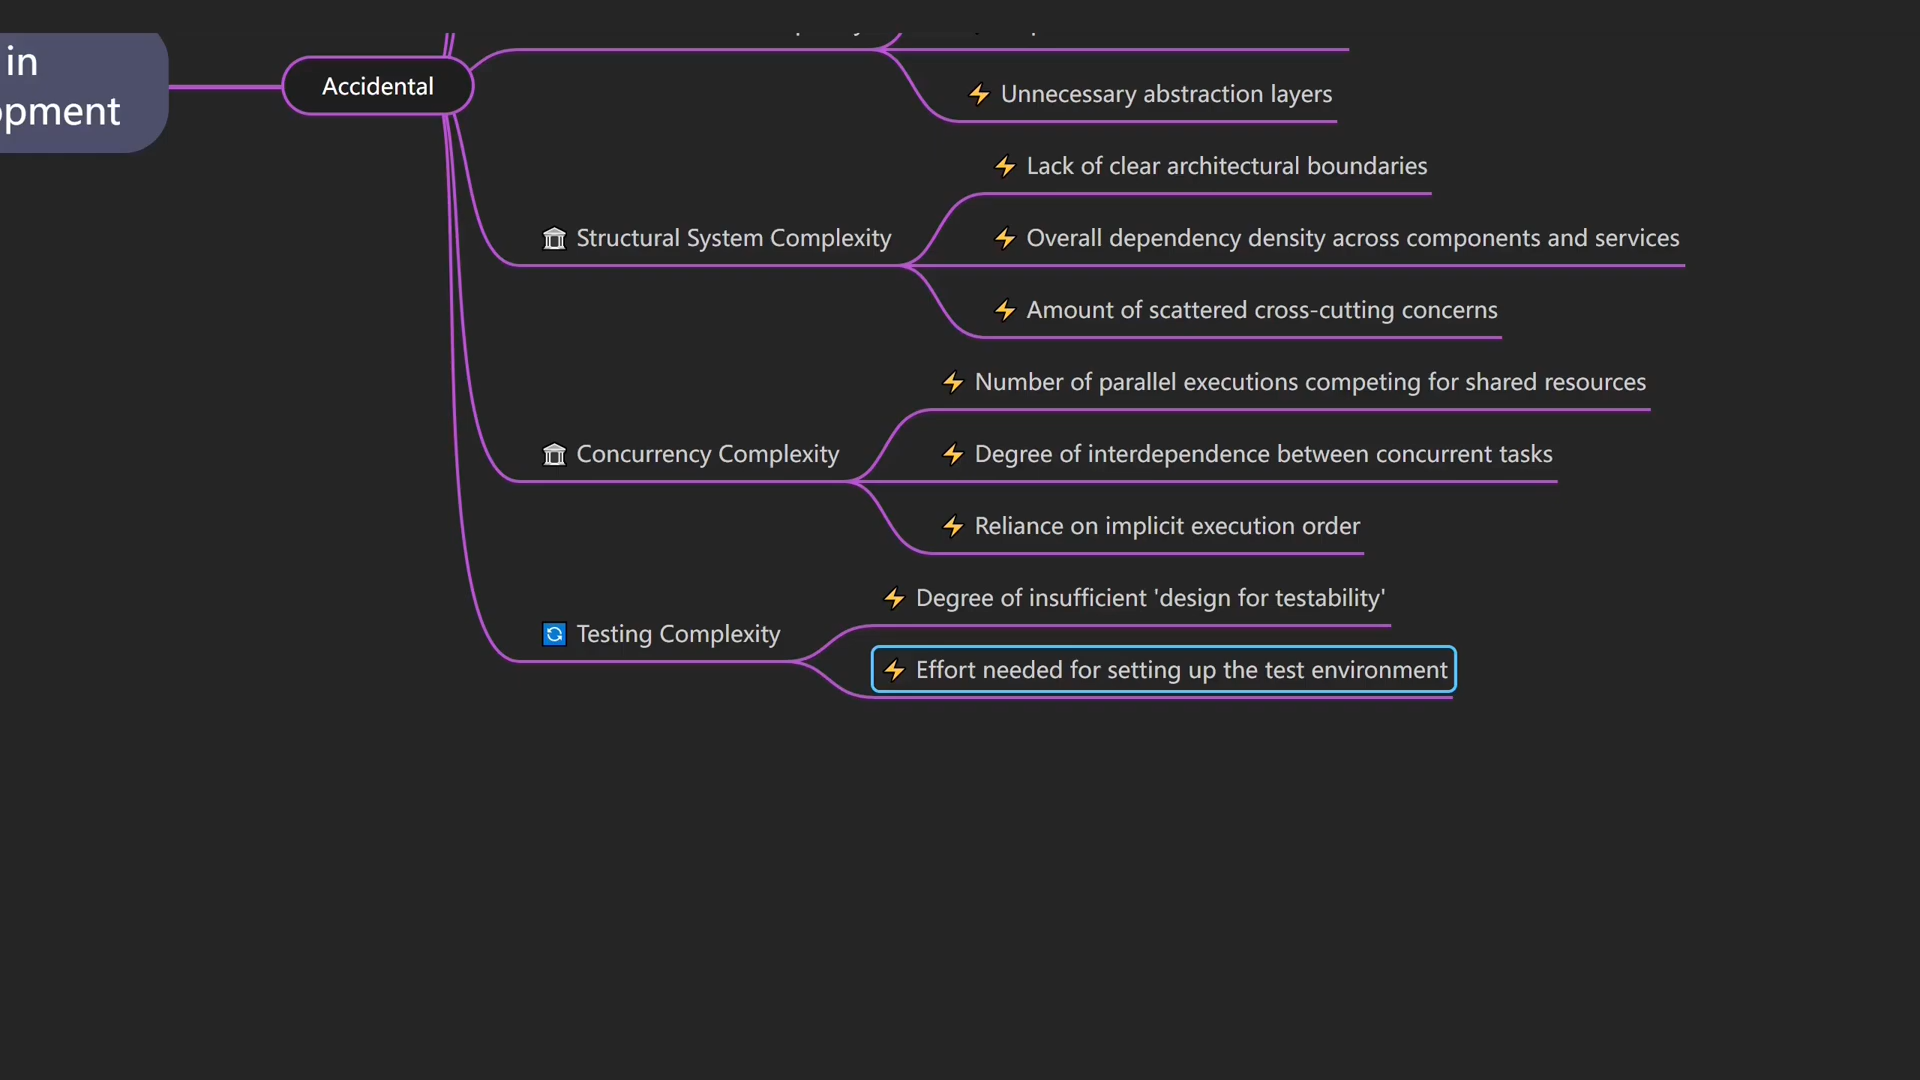 in
opment
Accidental
Unnecessary abstraction layers
Lack of clear architectural boundaries
Structural System Complexity
Overall dependency density across components and services
Amount of scattered cross-cutting concerns
Number of parallel executions competing for shared resources
Concurrency Complexity
Degree of interdependence between concurrent tasks
Reliance on implicit execution order
Degree of insufficient 'design for testability'
Testing Complexity
Effort needed for setting up the test environment